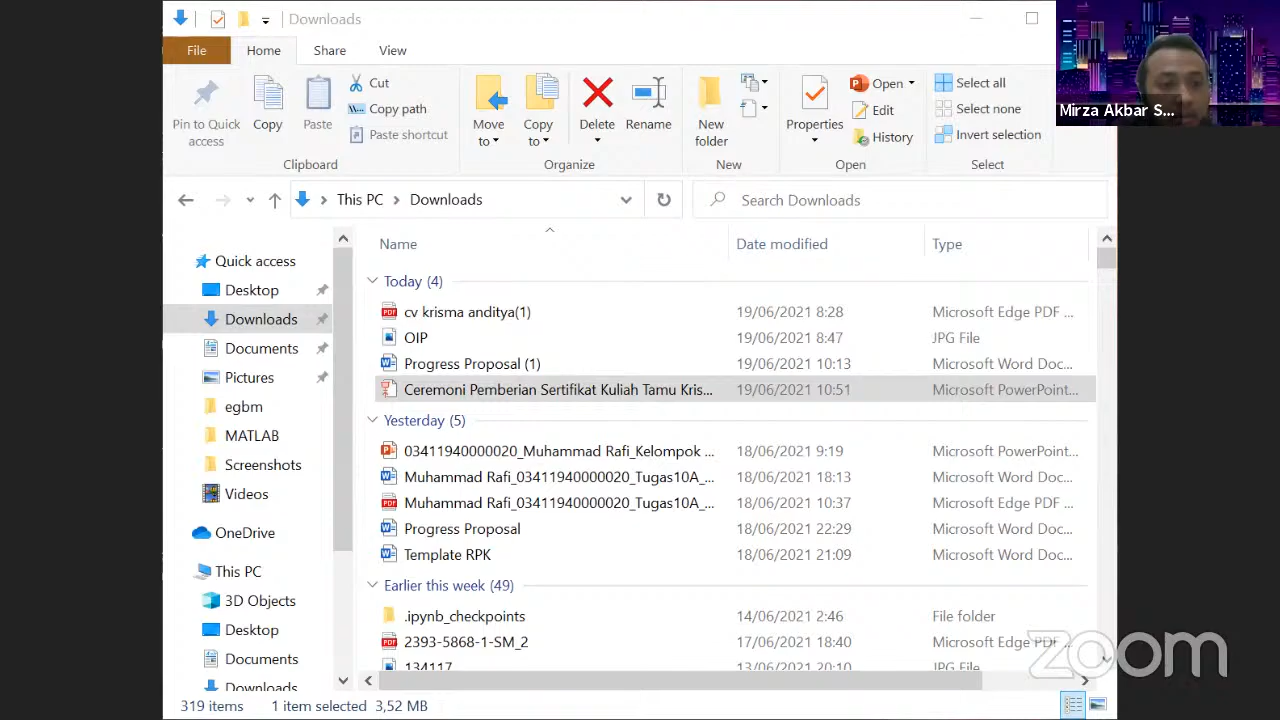 Downloads
File Home Share View
Pin to Quick access
Copy
Paste
Cut
Copy path
Paste shortcut
Clipboard
Move to
Copy to
Delete
Rename
Organize
New folder
New
Properties
Open
Edit
History
Open
Select all
Select none
Invert selection
Select
Mirza Akbar S...
This PC > Downloads
Search Downloads
Quick access
Desktop
Downloads
Documents
Pictures
egbm
MATLAB
Screenshots
Videos
OneDrive
This PC
3D Objects
Desktop
Documents
Downloads
Name Date modified Type
Today (4)
cv krisma anditya(1) 19/06/2021 8:28 Microsoft Edge PDF ...
OIP 19/06/2021 8:47 JPG File
Progress Proposal (1) 19/06/2021 10:13 Microsoft Word Doc...
Ceremoni Pemberian Sertifikat Kuliah Tamu Kris... 19/06/2021 10:51 Microsoft PowerPoint...
Yesterday (5)
03411940000020_Muhammad Rafi_Kelompok ... 18/06/2021 9:19 Microsoft PowerPoint...
Muhammad Rafi_03411940000020_Tugas10A_... 18/06/2021 18:13 Microsoft Word Doc...
Muhammad Rafi_03411940000020_Tugas10A_... 18/06/2021 10:37 Microsoft Edge PDF ...
Progress Proposal 18/06/2021 22:29 Microsoft Word Doc...
Template RPK 18/06/2021 21:09 Microsoft Word Doc...
Earlier this week (49)
.ipynb_checkpoints 14/06/2021 2:46 File folder
2393-5868-1-SM_2 17/06/2021 18:40 Microsoft Edge PDF ...
134117 13/06/2021 20:10 JPG File
zoom
319 items 1 item selected 3,52 MB